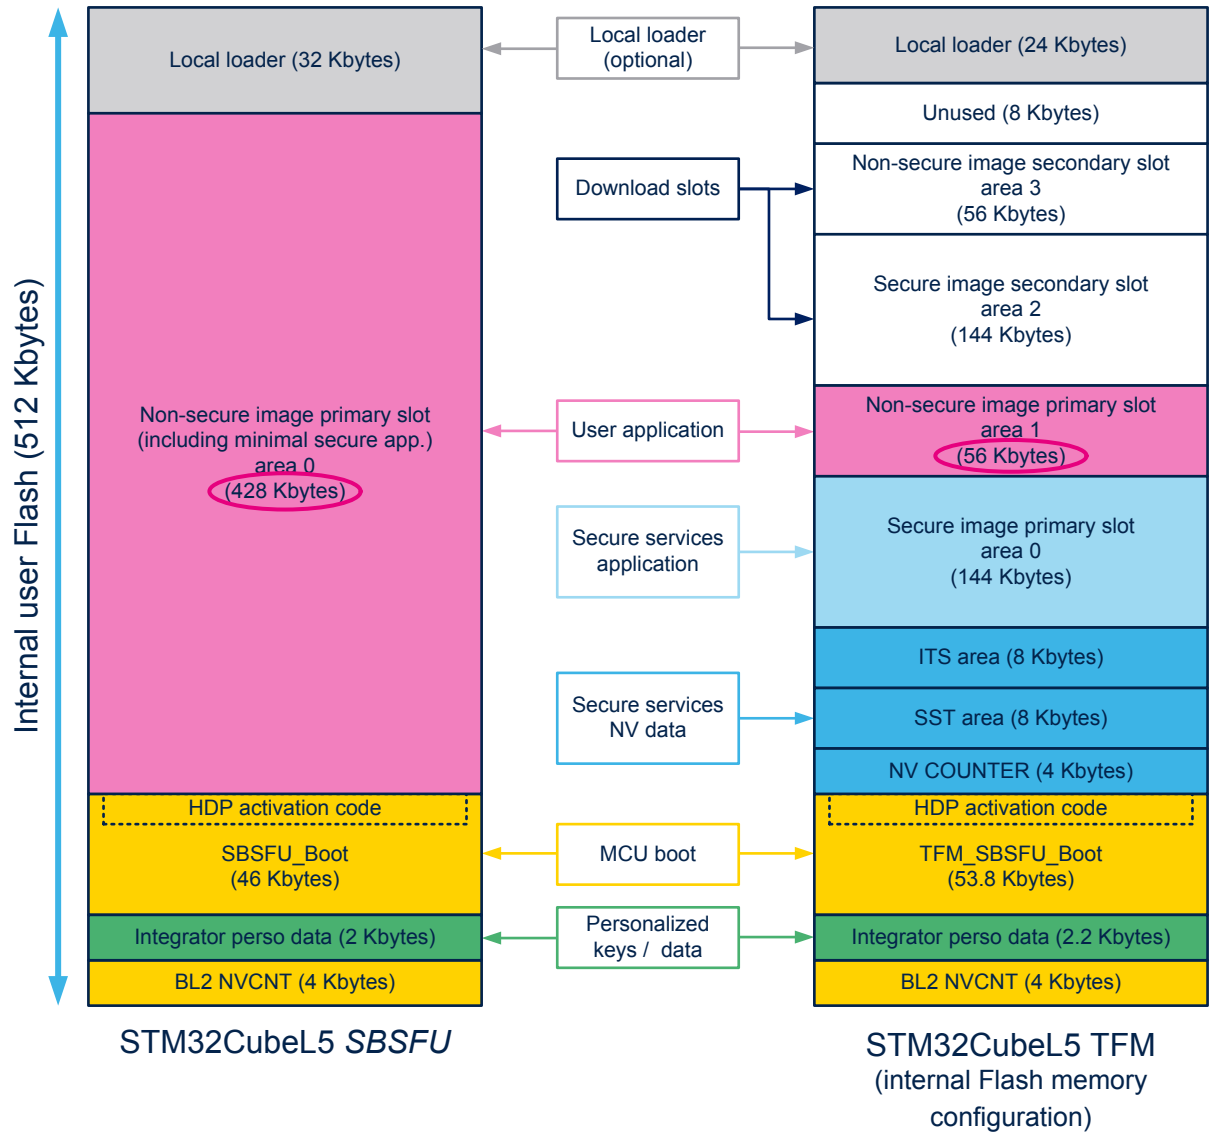 Internal user Flash (512 Kbytes)
Local loader (32 Kbytes)
Non-secure image primary slot
(including minimal secure app.)
area 0
(428 Kbytes)
HDP activation code
SBSFU_Boot
(46 Kbytes)
Integrator perso data (2 Kbytes)
BL2 NVCNT (4 Kbytes)
STM32CubeL5 SBSFU
Local loader
(optional)
Download slots
User application
Secure services
application
Secure services
NV data
MCU boot
Personalized
keys / data
Local loader (24 Kbytes)
Unused (8 Kbytes)
Non-secure image secondary slot
area 3
(56 Kbytes)
Secure image secondary slot
area 2
(144 Kbytes)
Non-secure image primary slot
area 1
(56 Kbytes)
Secure image primary slot
area 0
(144 Kbytes)
ITS area (8 Kbytes)
SST area (8 Kbytes)
NV COUNTER (4 Kbytes)
HDP activation code
TFM_SBSFU_Boot
(53.8 Kbytes)
Integrator perso data (2.2 Kbytes)
BL2 NVCNT (4 Kbytes)
STM32CubeL5 TFM
(internal Flash memory
configuration)